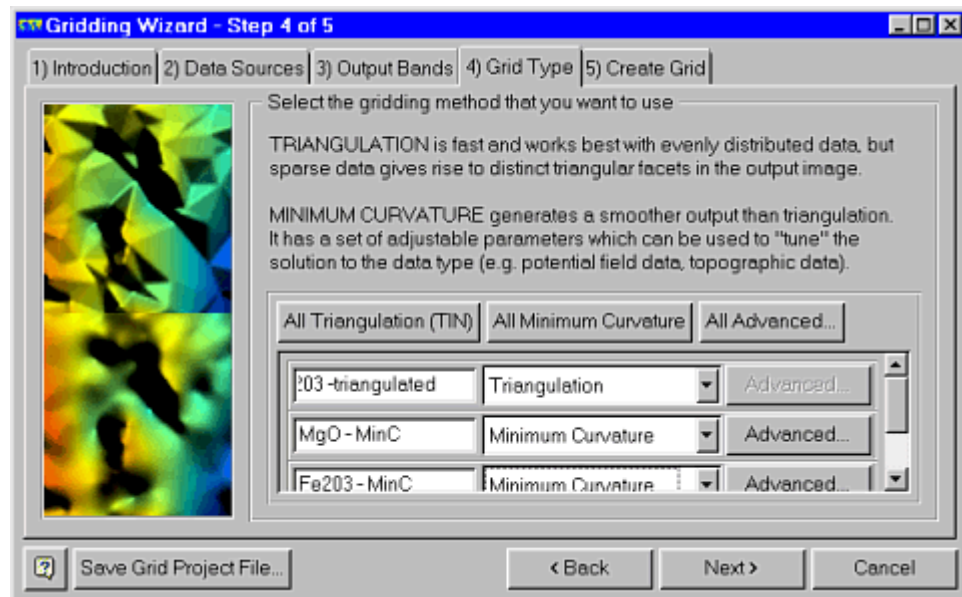 Gridding Wizard - Step 4 of 5
1) Introduction 2) Data Sources 3) Output Bands 4) Grid Type 5) Create Grid
Select the gridding method that you want to use
TRIANGULATION is fast and works best with evenly distributed data, but
sparse data gives rise to distinct triangular facets in the output image.
MINIMUM CURVATURE generates a smoother output than triangulation.
It has a set of adjustable parameters which can be used to "tune" the
solution to the data type (e.g. potential field data, topographic data).
All Triangulation (TIN) All Minimum Curvature All Advanced...
203 -triangulated Triangulation Advanced...
MgO - MinC Minimum Curvature Advanced...
Fe203 - MinC Minimum Curvature Advanced...
Save Grid Project File... < Back Next > Cancel